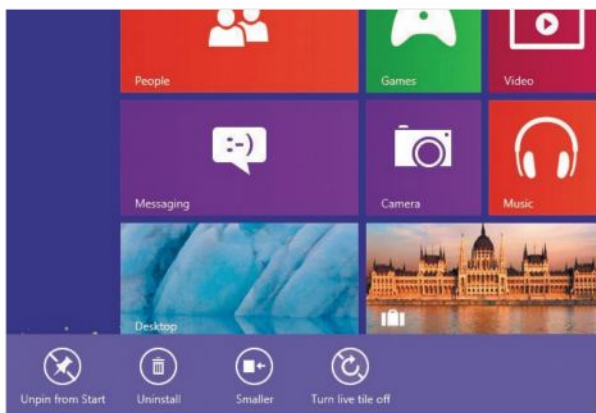 People
Games
Video
:-)
Messaging
Camera
Music
Desktop
Unpin from Start
Uninstall
Smaller
Turn live tile off